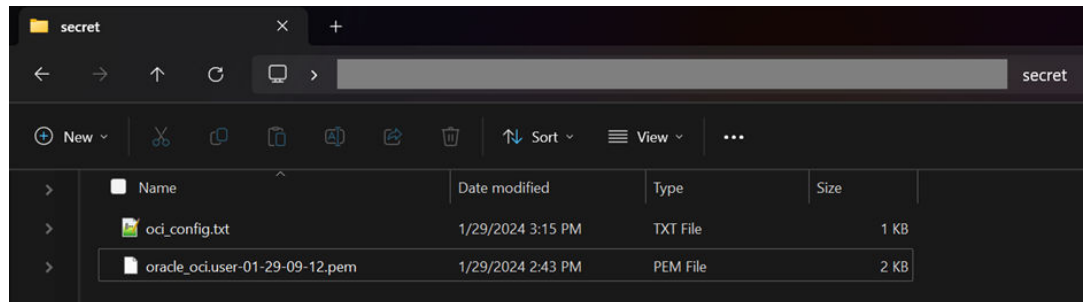 secret
secret
New Sort View
Name Date modified Type Size
oci_config.txt 1/29/2024 3:15 PM TXT File 1 KB
oracle_oci.user-01-29-09-12.pem 1/29/2024 2:43 PM PEM File 2 KB